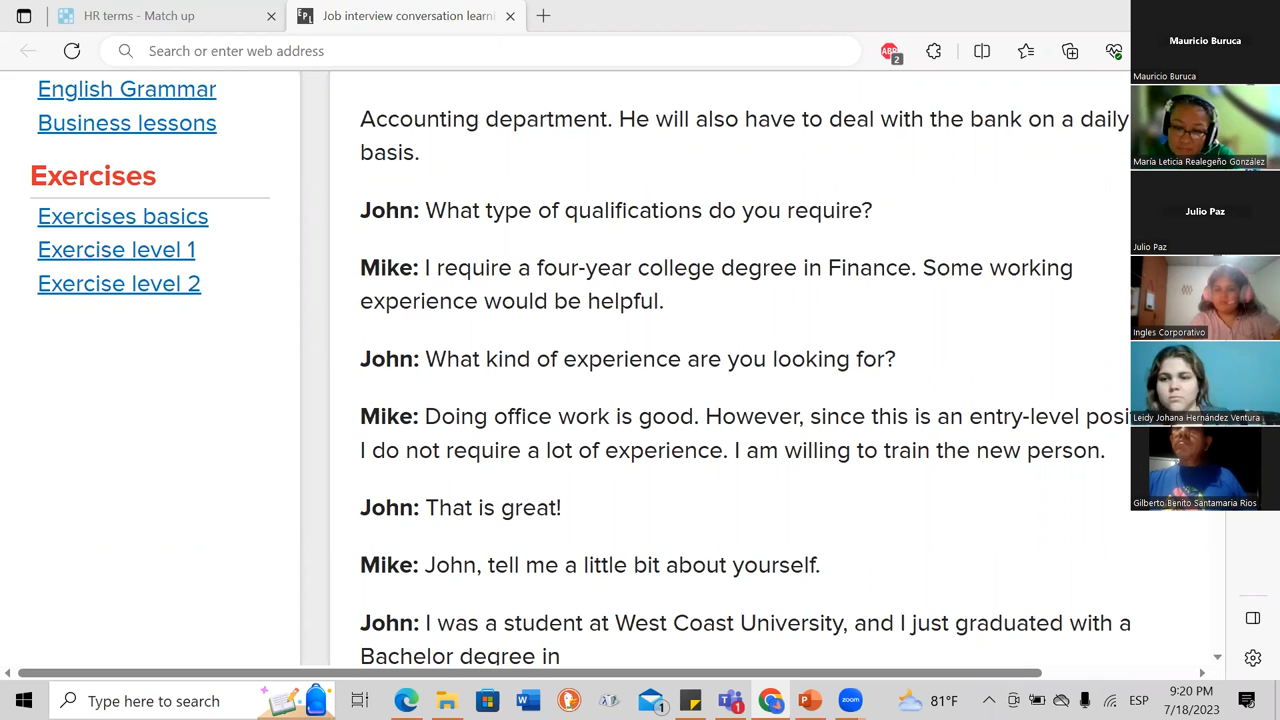 HR terms - Match up
Job interview conversation learni
Search or enter web address
ABP
2
English Grammar
Business lessons
Exercises
Exercises basics
Exercise level 1
Exercise level 2
Accounting department. He will also have to deal with the bank on a daily
basis.
John: What type of qualifications do you require?
Mike: I require a four-year college degree in Finance. Some working
experience would be helpful.
John: What kind of experience are you looking for?
Mike: Doing office work is good. However, since this is an entry-level posi
I do not require a lot of experience. I am willing to train the new person.
John: That is great!
Mike: John, tell me a little bit about yourself.
John: I was a student at West Coast University, and I just graduated with a
Bachelor degree in
Mauricio Buruca
Mauricio Buruca
María Leticia Realegeño González
Julio Paz
Julio Paz
Ingles Corporativo
Leidy Johana Hernández Ventura
Gilberto Benito Santamaria Rios
Type here to search
1
1
zoom
81°F
ESP
9:20 PM
7/18/2023